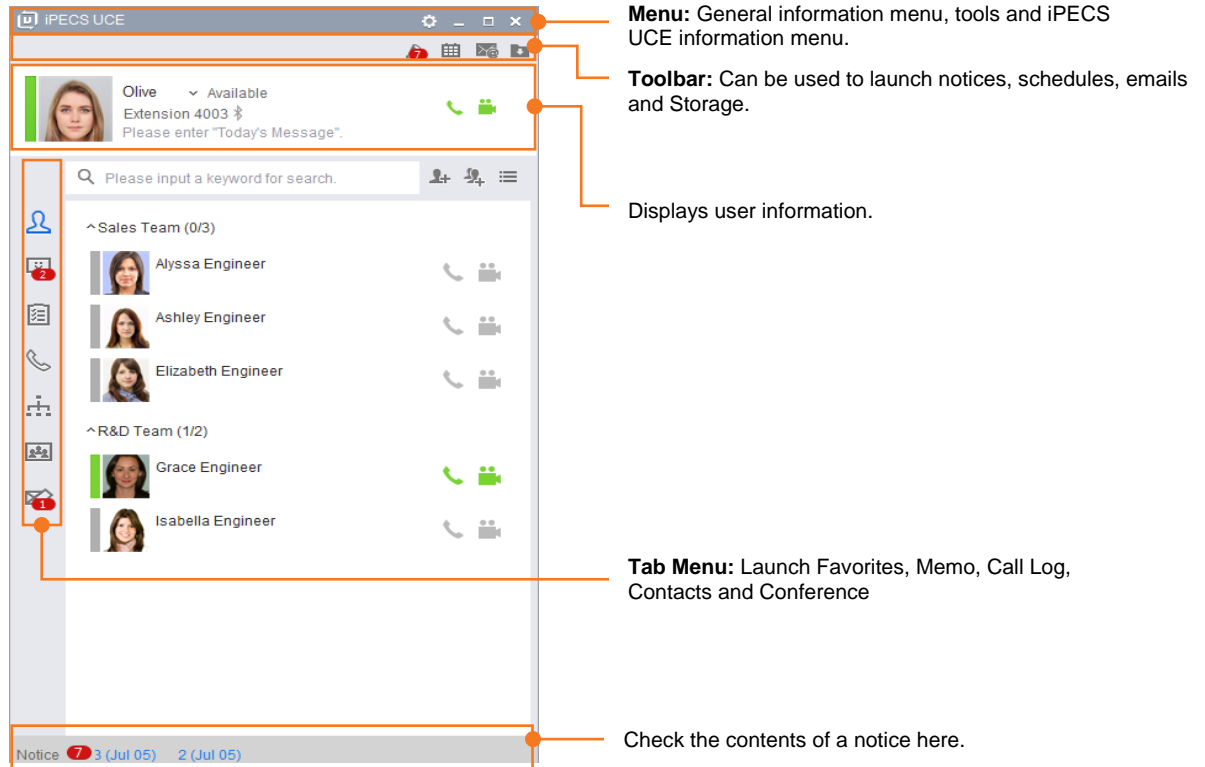 iPECS UCE
7
Olive Available
Extension 4003
Please enter "Today's Message".
Please input a keyword for search.
Sales Team (0/3)
Alyssa Engineer
2
Ashley Engineer
Elizabeth Engineer
R&D Team (1/2)
Grace Engineer
1
Isabella Engineer
Notice 7 3 (Jul 05) 2 (Jul 05)
Menu: General information menu, tools and iPECS
UCE information menu.
Toolbar: Can be used to launch notices, schedules, emails
and Storage.
Displays user information.
Tab Menu: Launch Favorites, Memo, Call Log,
Contacts and Conference
Check the contents of a notice here.